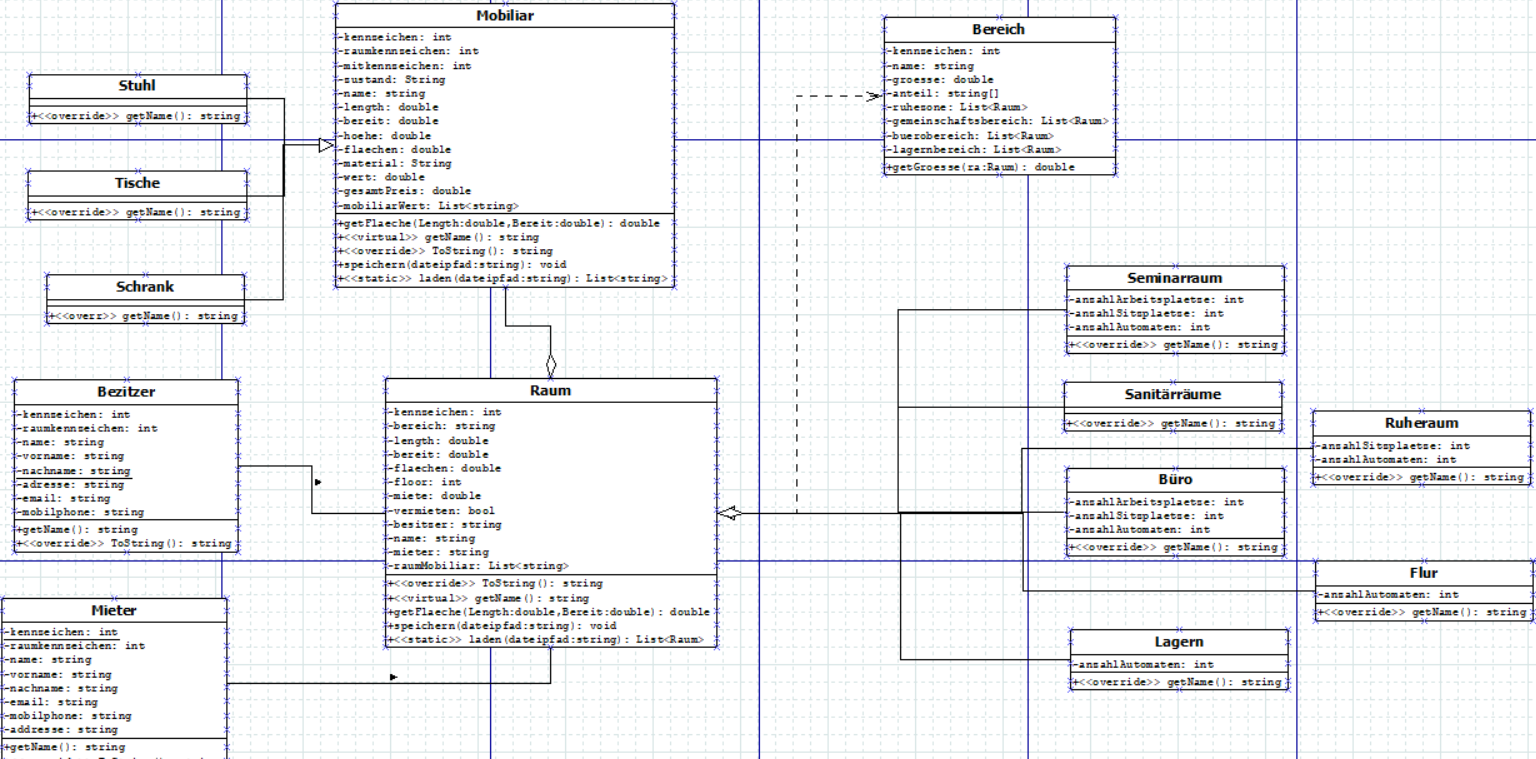 Mobiliar
-kennzeichen: int
-raumkennzeichen: int
-mitkennzeichen: int
-zustand: String
-name: string
-length: double
-bereit: double
-hoehe: double
-flaechen: double
-material: String
-wert: double
-gesamtPreis: double
-mobiliarWert: List<string>
+getFlaeche(Length:double,Bereit:double): double
+<<virtual>> getName(): string
+<<override>> ToString(): string
+speichern(dateipfad:string): void
+<<static>> laden(dateipfad:string): List<string>
Bereich
-kennzeichen: int
-name: string
-groesse: double
-anteil: string[]
-ruhezone: List<Raum>
-gemeinschaftsbereich: List<Raum>
-buerobereich: List<Raum>
-lagernbereich: List<Raum>
+getGroesse(ra:Raum): double
Stuhl
+<<override>> getName(): string
Tische
+<<override>> getName(): string
Schrank
+<<overr>> getName(): string
Seminarraum
-anzahlArbeitsplaetze: int
-anzahlSitzplaetze: int
-anzahlAutomaten: int
+<<override>> getName(): string
Bezitzer
-kennzeichen: int
-raumkennzeichen: int
-name: string
-vorname: string
-nachname: string
-adresse: string
-email: string
-mobilphone: string
+getName(): string
+<<override>> ToString(): string
Raum
-kennzeichen: int
-bereich: string
-length: double
-bereit: double
-flaechen: double
-floor: int
-miete: double
-vermieten: bool
-besitzer: string
-name: string
-mieter: string
-raumMobiliar: List<string>
+<<override>> ToString(): string
+<<virtual>> getName(): string
+getFlaeche(Length:double,Bereit:double): double
+speichern(dateipfad:string): void
+<<static>> laden(dateipfad:string): List<Raum>
Sanitärräume
+<<override>> getName(): string
Ruheraum
-anzahlSitzplaetze: int
-anzahlAutomaten: int
+<<override>> getName(): string
Büro
-anzahlArbeitsplaetze: int
-anzahlSitzplaetze: int
-anzahlAutomaten: int
+<<override>> getName(): string
Flur
-anzahlAutomaten: int
+<<override>> getName(): string
Mieter
-kennzeichen: int
-raumkennzeichen: int
-name: string
-vorname: string
-nachname: string
-email: string
-mobilphone: string
-addresse: string
+getName(): string
Lagern
-anzahlAutomaten: int
+<<override>> getName(): string